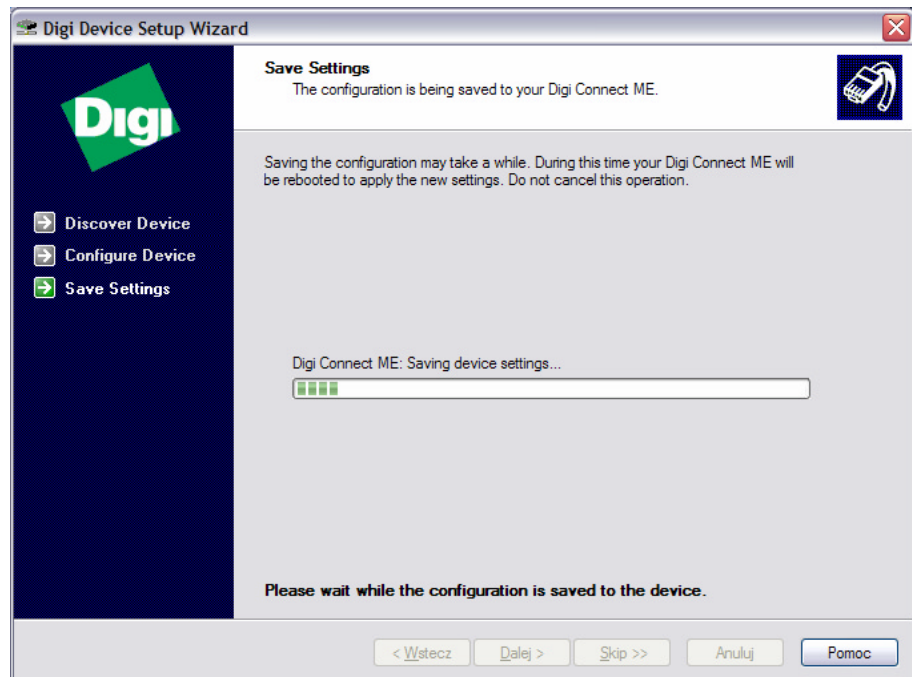 Digi Device Setup Wizard
Digi
Discover Device
Configure Device
Save Settings
Save Settings
The configuration is being saved to your Digi Connect ME.
Saving the configuration may take a while. During this time your Digi Connect ME will
be rebooted to apply the new settings. Do not cancel this operation.
Digi Connect ME: Saving device settings...
Please wait while the configuration is saved to the device.
< Wstecz
Dalej >
Skip >>
Anuluj
Pomoc